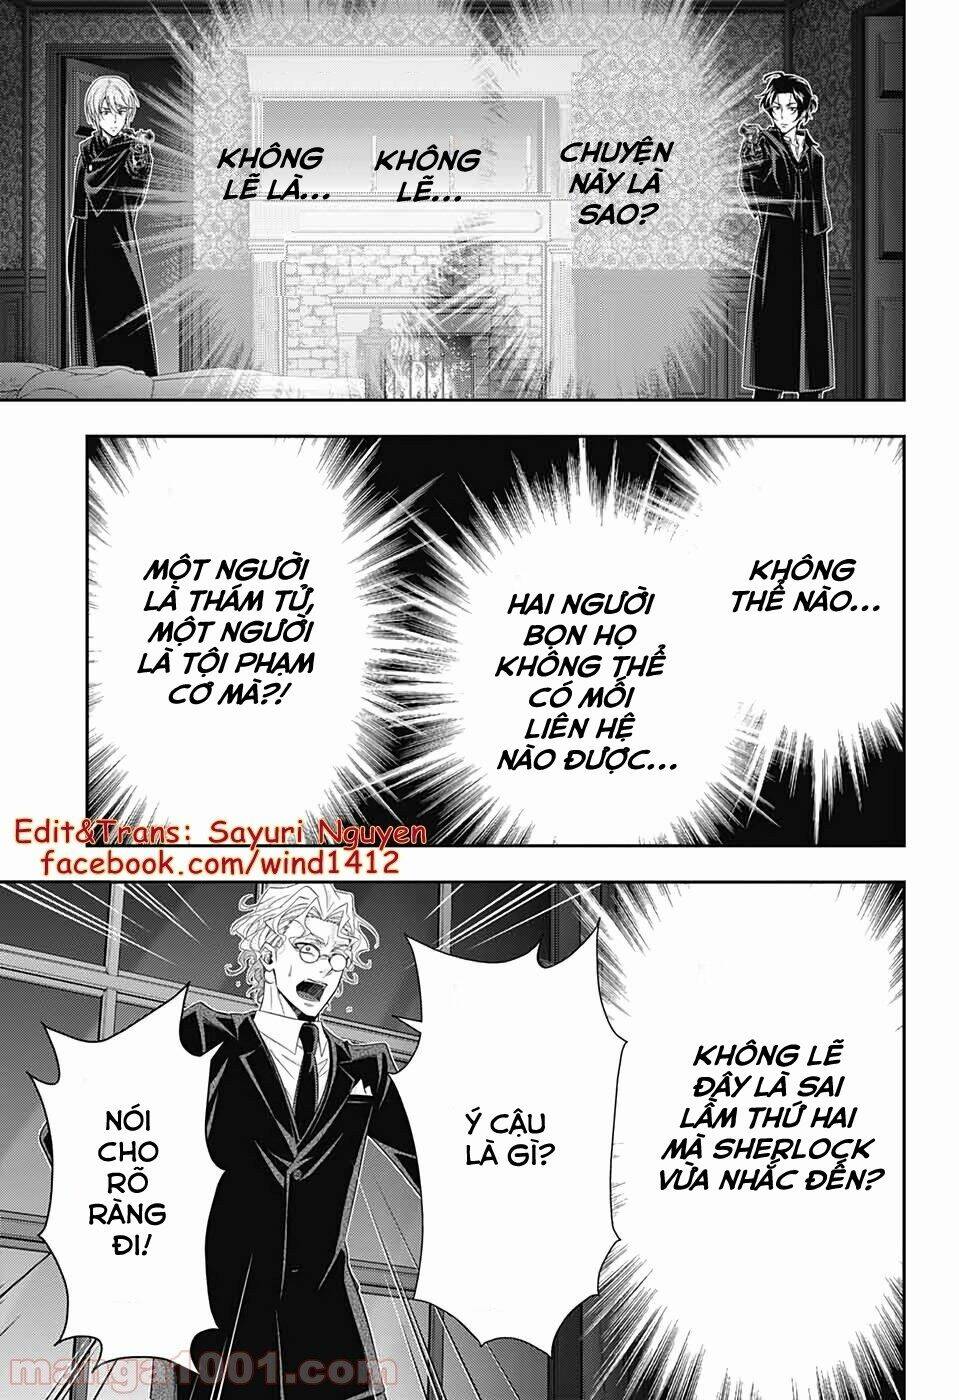 CHUYỆN
NÀY LÀ
SAO?
KHÔNG
LẼ...
KHÔNG
LẼ LÀ...
KHÔNG
THỂ NÀO...
HAI NGƯỜI
BỌN HỌ
KHÔNG THỂ
CÓ MỐI
LIÊN HỆ
NÀO ĐƯỢC...
MỘT NGƯỜI
LÀ THÁM TỬ,
MỘT NGƯỜI
LÀ TỘI PHẠM
CƠ MÀ?!
Edit&Trans: Sayuri Nguyen
facebook.com/wind1412
KHÔNG LẼ
ĐÂY LÀ SAI
LẦM THỨ HAI
MÀ SHERLOCK
VỪA NHẮC ĐẾN?
Ý CẬU
LÀ GÌ?
NÓI
CHO
RÕ
RÀNG
ĐI!
manga1001.com